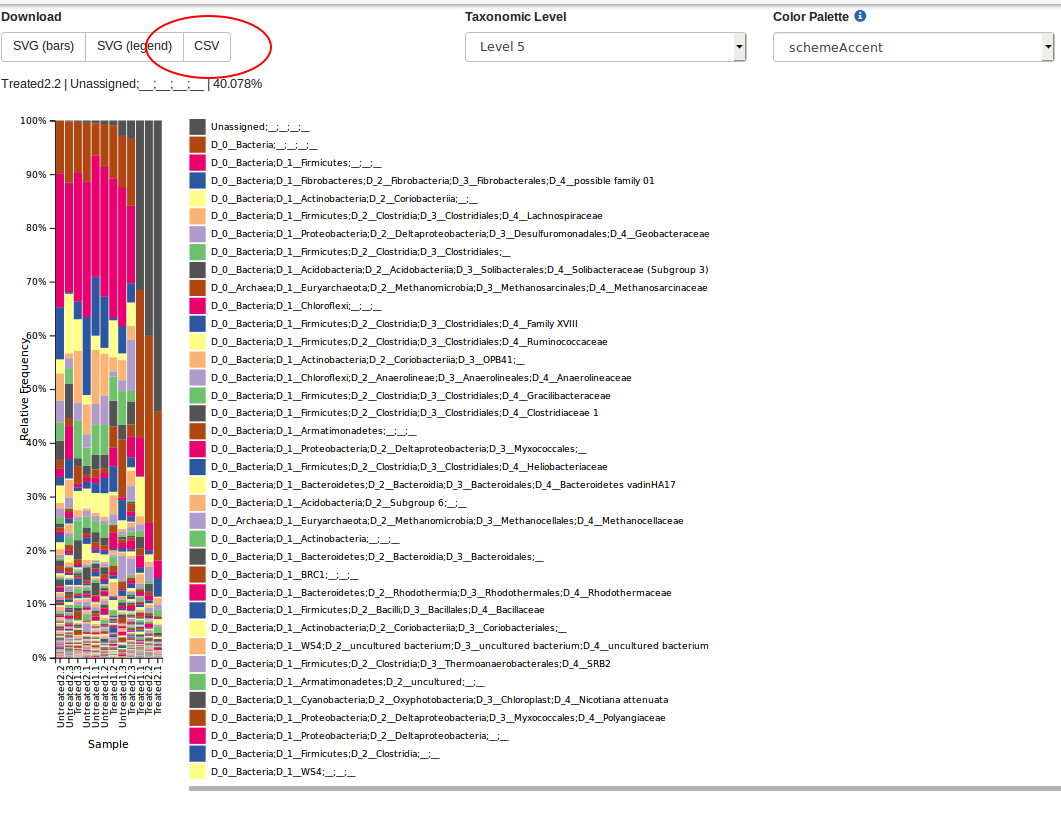 Download
SVG (bars) SVG (legend) CSV
Taxonomic Level
Level 5
Color Palette
schemeAccent
Treated2.2 | Unassigned;__;__;__;__ | 40.078%
Relative Frequency
100%
90%
80%
70%
60%
50%
40%
30%
20%
10%
0%
Untreated2.2
Untreated2.3
Treated1.3
Untreated2.1
Untreated1.1
Untreated1.2
Treated1.2
Untreated1.3
Treated2.3
Treated1.1
Treated2.2
Treated2.1
Sample
Unassigned;__;__;__;__
D_0__Bacteria;__;__;__;__
D_0__Bacteria;D_1__Firmicutes;__;__;__
D_0__Bacteria;D_1__Fibrobacteres;D_2__Fibrobacteria;D_3__Fibrobacterales;D_4__possible family 01
D_0__Bacteria;D_1__Actinobacteria;D_2__Coriobacteriia;__;__
D_0__Bacteria;D_1__Firmicutes;D_2__Clostridia;D_3__Clostridiales;D_4__Lachnospiraceae
D_0__Bacteria;D_1__Proteobacteria;D_2__Deltaproteobacteria;D_3__Desulfuromonadales;D_4__Geobacteraceae
D_0__Bacteria;D_1__Firmicutes;D_2__Clostridia;D_3__Clostridiales;__
D_0__Bacteria;D_1__Acidobacteria;D_2__Acidobacteriia;D_3__Solibacterales;D_4__Solibacteraceae (Subgroup 3)
D_0__Archaea;D_1__Euryarchaeota;D_2__Methanomicrobia;D_3__Methanosarcinales;D_4__Methanosarcinaceae
D_0__Bacteria;D_1__Chloroflexi;__;__;__
D_0__Bacteria;D_1__Firmicutes;D_2__Clostridia;D_3__Clostridiales;D_4__Family XVIII
D_0__Bacteria;D_1__Firmicutes;D_2__Clostridia;D_3__Clostridiales;D_4__Ruminococcaceae
D_0__Bacteria;D_1__Actinobacteria;D_2__Coriobacteriia;D_3__OPB41;__
D_0__Bacteria;D_1__Chloroflexi;D_2__Anaerolineae;D_3__Anaerolineales;D_4__Anaerolineaceae
D_0__Bacteria;D_1__Firmicutes;D_2__Clostridia;D_3__Clostridiales;D_4__Gracilibacteraceae
D_0__Bacteria;D_1__Firmicutes;D_2__Clostridia;D_3__Clostridiales;D_4__Clostridiaceae 1
D_0__Bacteria;D_1__Armatimonadetes;__;__;__
D_0__Bacteria;D_1__Proteobacteria;D_2__Deltaproteobacteria;D_3__Myxococcales;__
D_0__Bacteria;D_1__Firmicutes;D_2__Clostridia;D_3__Clostridiales;D_4__Heliobacteriaceae
D_0__Bacteria;D_1__Bacteroidetes;D_2__Bacteroidia;D_3__Bacteroidales;D_4__Bacteroidetes vadinHA17
D_0__Bacteria;D_1__Acidobacteria;D_2__Subgroup 6;__;__
D_0__Archaea;D_1__Euryarchaeota;D_2__Methanomicrobia;D_3__Methanocellales;D_4__Methanocellaceae
D_0__Bacteria;D_1__Actinobacteria;__;__;__
D_0__Bacteria;D_1__Bacteroidetes;D_2__Bacteroidia;D_3__Bacteroidales;__
D_0__Bacteria;D_1__BRC1;__;__;__
D_0__Bacteria;D_1__Bacteroidetes;D_2__Rhodothermia;D_3__Rhodothermales;D_4__Rhodothermaceae
D_0__Bacteria;D_1__Firmicutes;D_2__Bacilli;D_3__Bacillales;D_4__Bacillaceae
D_0__Bacteria;D_1__Actinobacteria;D_2__Coriobacteriia;D_3__Coriobacteriales;__
D_0__Bacteria;D_1__WS4;D_2__uncultured bacterium;D_3__uncultured bacterium;D_4__uncultured bacterium
D_0__Bacteria;D_1__Firmicutes;D_2__Clostridia;D_3__Thermoanaerobacterales;D_4__SRB2
D_0__Bacteria;D_1__Armatimonadetes;D_2__uncultured;__;__
D_0__Bacteria;D_1__Cyanobacteria;D_2__Oxyphotobacteria;D_3__Chloroplast;D_4__Nicotiana attenuata
D_0__Bacteria;D_1__Proteobacteria;D_2__Deltaproteobacteria;D_3__Myxococcales;D_4__Polyangiaceae
D_0__Bacteria;D_1__Proteobacteria;D_2__Deltaproteobacteria;__;__
D_0__Bacteria;D_1__Firmicutes;D_2__Clostridia;__;__
D_0__Bacteria;D_1__WS4;__;__;__